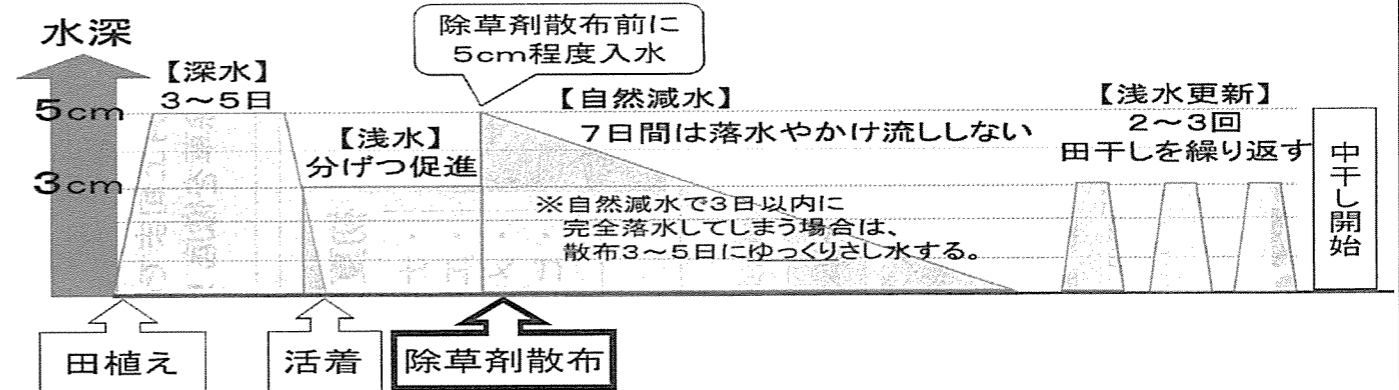 水深
除草剤散布前に
5cm程度入水
【深水】
3～5日
5cm
【浅水】
分げつ促進
3cm
【自然減水】
7日間は落水やかけ流ししない
※自然減水で3日以内に
完全落水してしまう場合は、
散布3～5日にゆっくりさし水する。
【浅水更新】
2～3回
田干しを繰り返す
中干し開始
田植え
活着
除草剤散布